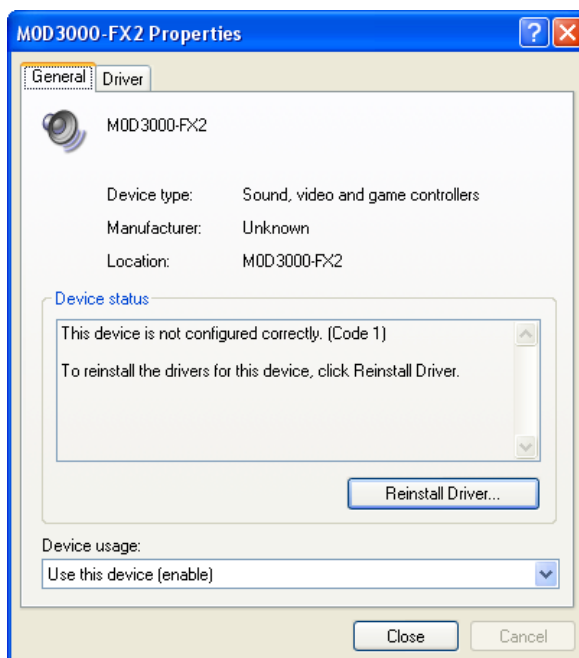 M0D3000-FX2 Properties
General Driver
M0D3000-FX2
Device type: Sound, video and game controllers
Manufacturer: Unknown
Location: M0D3000-FX2
Device status
This device is not configured correctly. (Code 1)
To reinstall the drivers for this device, click Reinstall Driver.
Reinstall Driver...
Device usage:
Use this device (enable)
Close Cancel